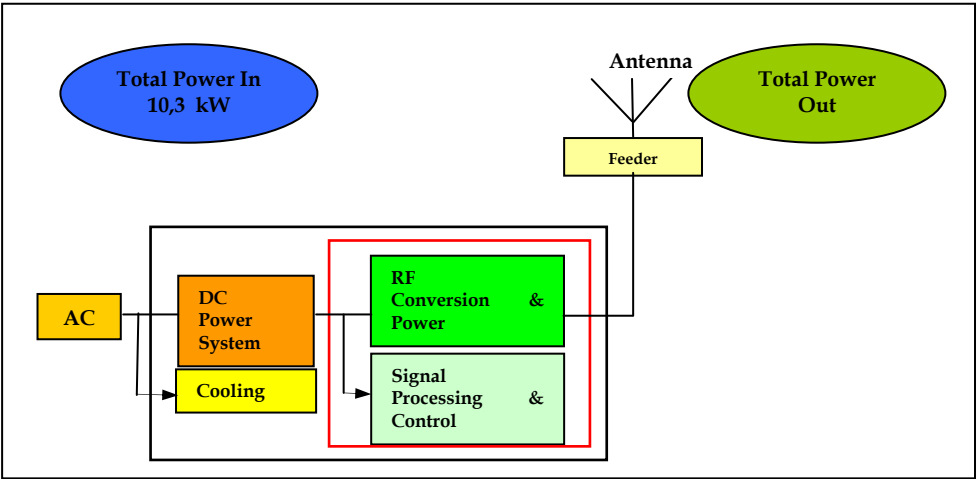 Total Power In
10,3 kW
Antenna
Total Power
Out
Feeder
AC
DC
Power
System
Cooling
RF
Conversion &
Power
Signal
Processing &
Control